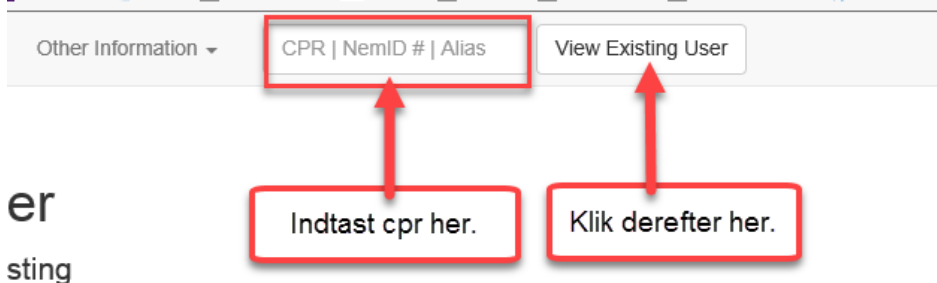 Other Information
CPR | NemID # | Alias
View Existing User
er
Indtast cpr her.
Klik derefter her.
sting